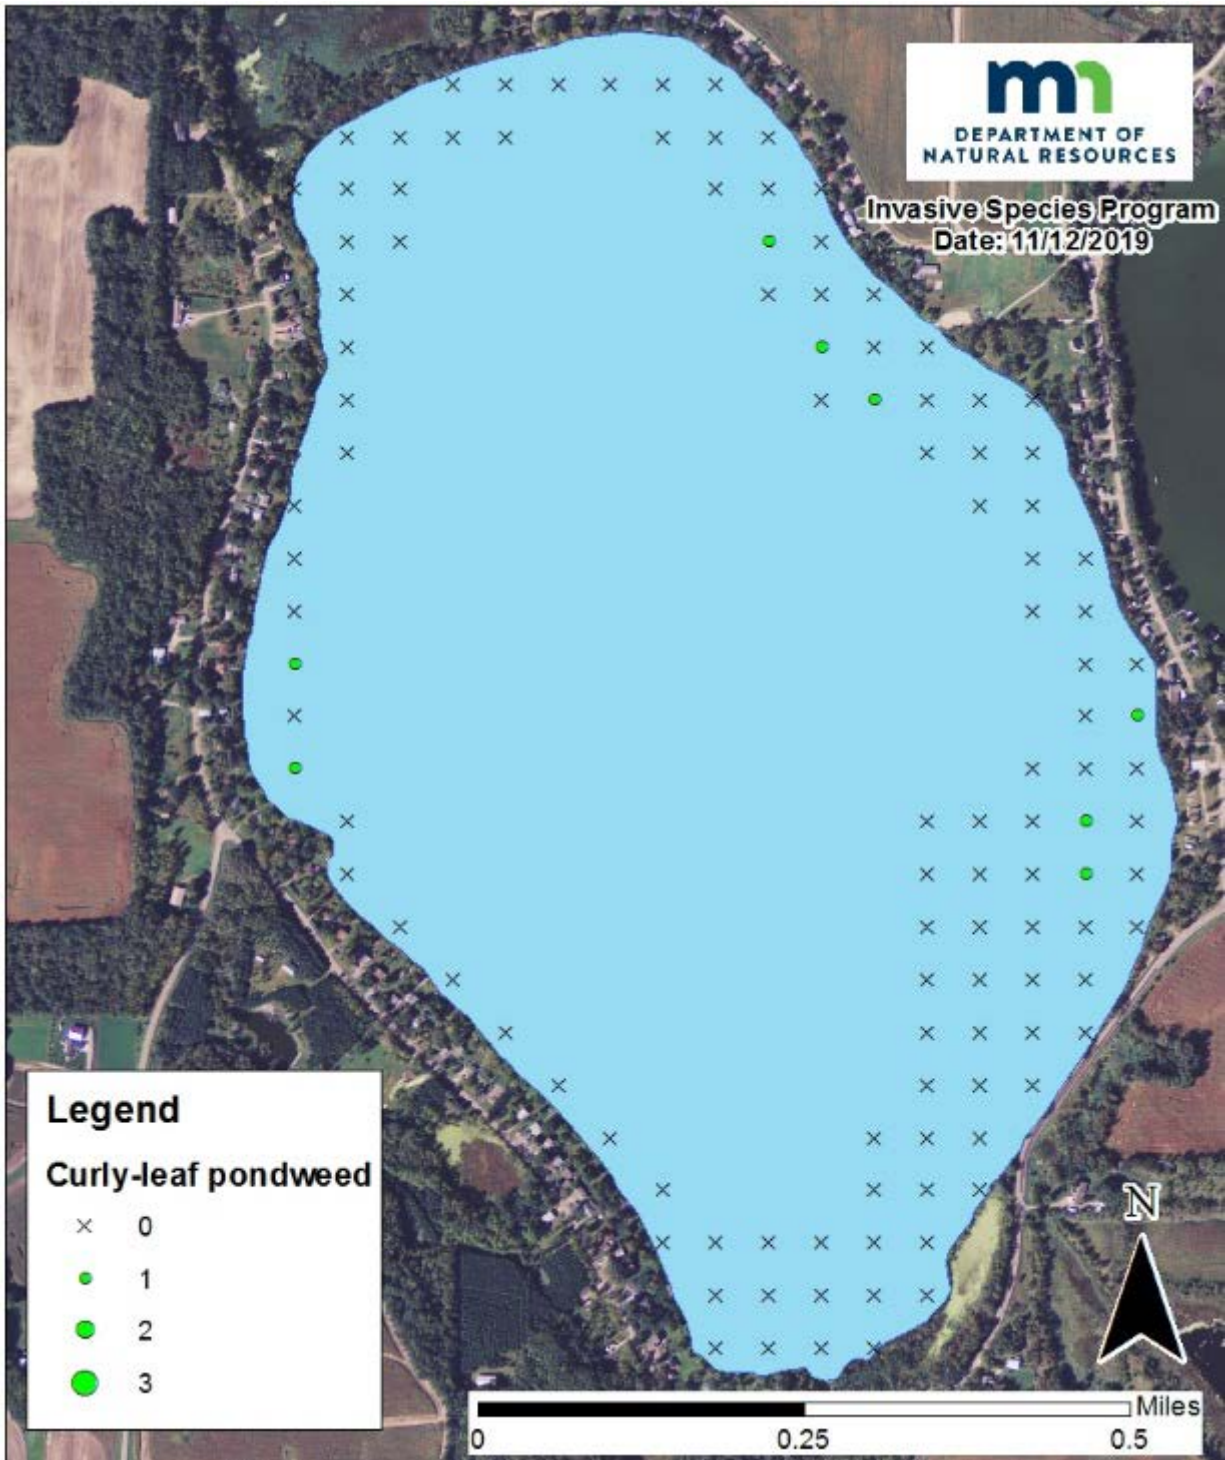 mn
DEPARTMENT OF
NATURAL RESOURCES
Invasive Species Program
Date: 11/12/2019
Legend
Curly-leaf pondweed
0
1
2
3
N
Miles
0 0.25 0.5